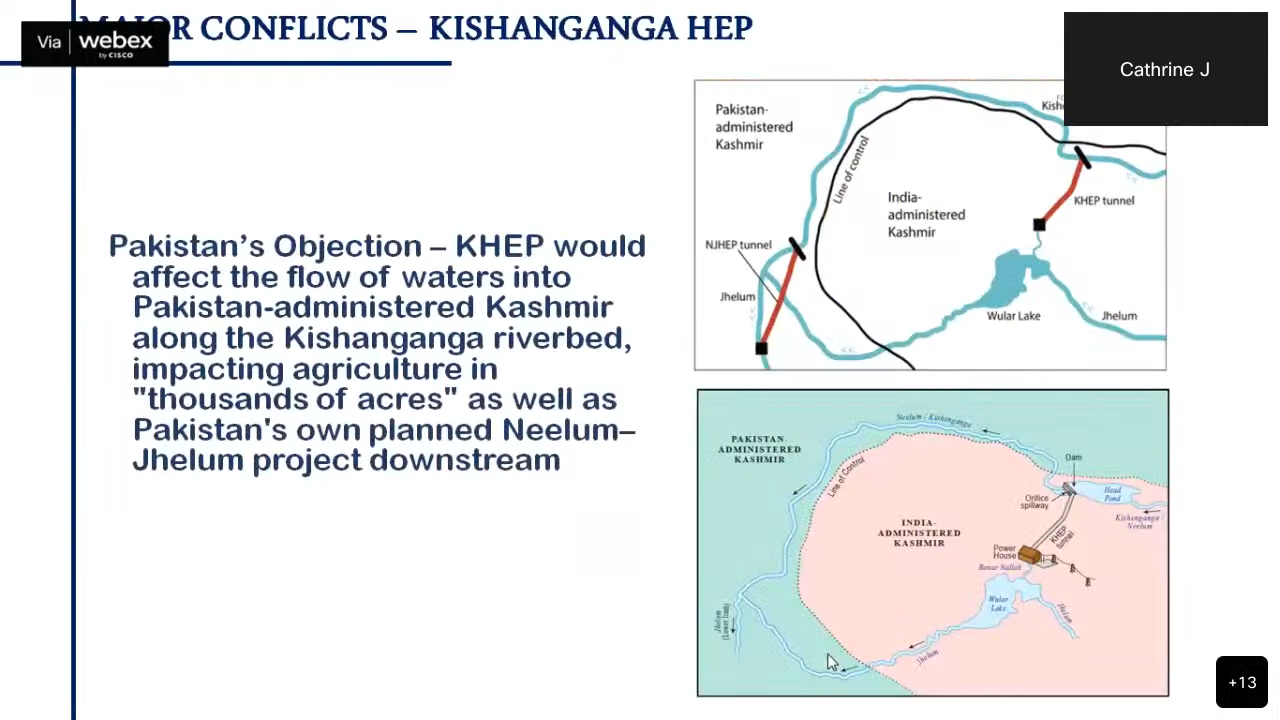 MAJOR CONFLICTS – KISHANGANGA HEP
Via webex
by CISCO
Cathrine J
Pakistan's Objection – KHEP would
affect the flow of waters into
Pakistan-administered Kashmir
along the Kishanganga riverbed,
impacting agriculture in
"thousands of acres" as well as
Pakistan's own planned Neelum–
Jhelum project downstream
Pakistan-
administered
Kashmir
Line of control
India-
administered
Kashmir
KHEP tunnel
NJHEP tunnel
Jhelum
Wular Lake
Jhelum
Neelum / Kishanganga
PAKISTAN-
ADMINISTERED
KASHMIR
Line of Control
Dam
Orifice
spillway
Head
Pond
Kishenganga /
Neelum
INDIA-
ADMINISTERED
KASHMIR
KHEP
tunnel
Power
House
Bonar Nallah
Wular
Lake
Jhelum
Jhelum
Jhelum
+13